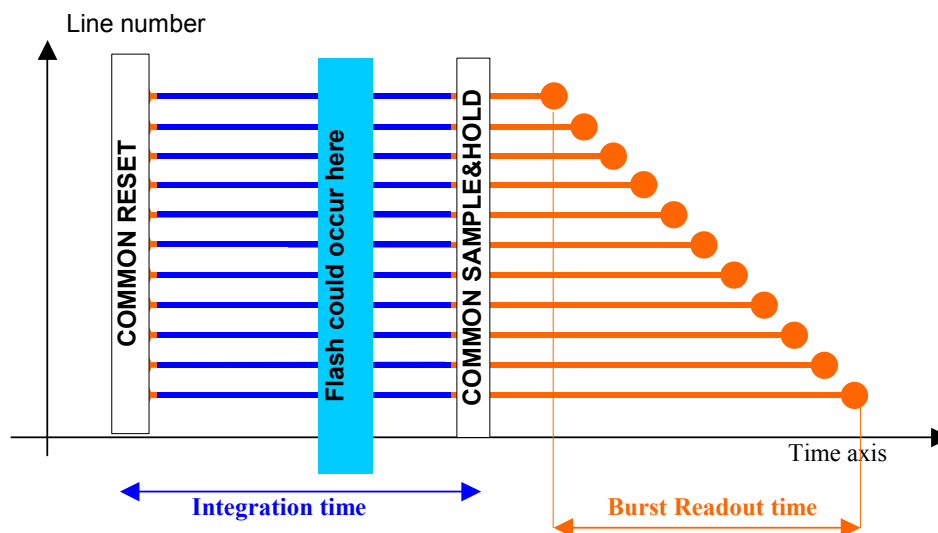 Line number
COMMON RESET
Flash could occur here
COMMON SAMPLE&HOLD
Time axis
Integration time
Burst Readout time